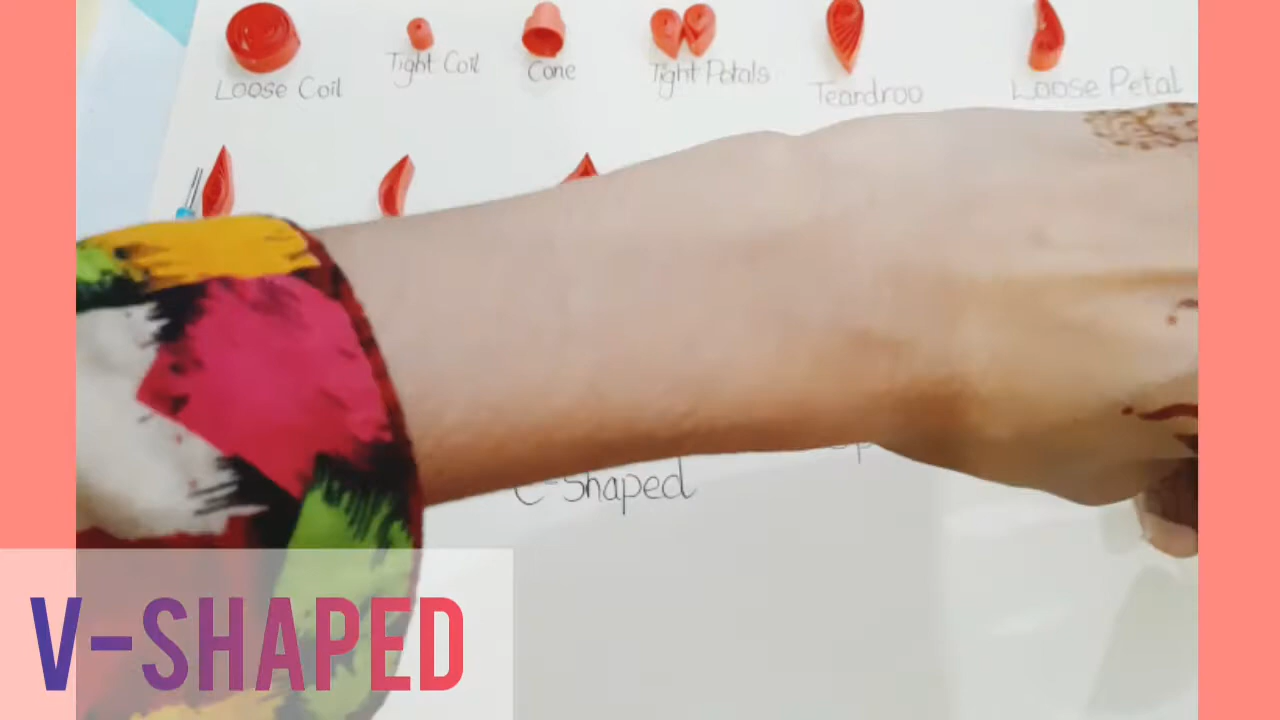 Loose Coil
Tight Coil
Cone
Tight Petals
Teardroo
Loose Petal
C-Shaped
V-SHAPED